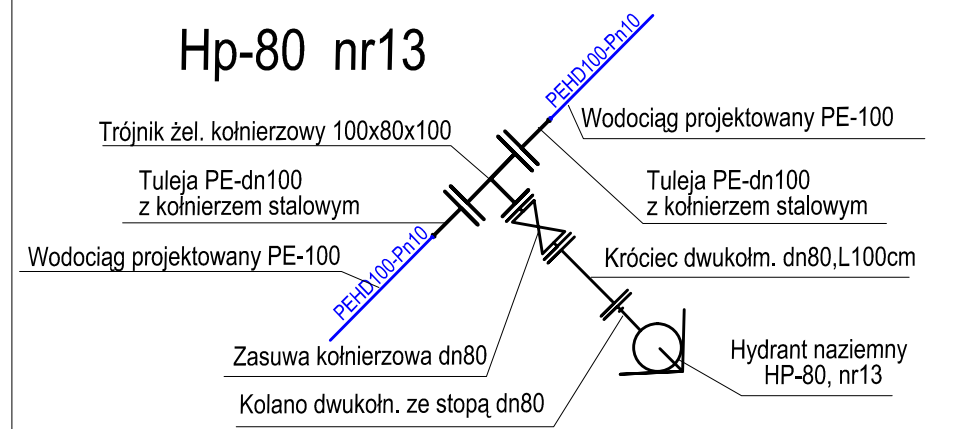 Hp-80 nr13
PEHD100-Pn10
Wodociąg projektowany PE-100
Trójnik żel. kołnierzowy 100x80x100
Tuleja PE-dn100
z kołnierzem stalowym
Tuleja PE-dn100
z kołnierzem stalowym
Wodociąg projektowany PE-100
PEHD100-Pn10
Króciec dwukołm. dn80,L100cm
Zasuwa kołnierzowa dn80
Hydrant naziemny
HP-80, nr13
Kolano dwukołn. ze stopą dn80